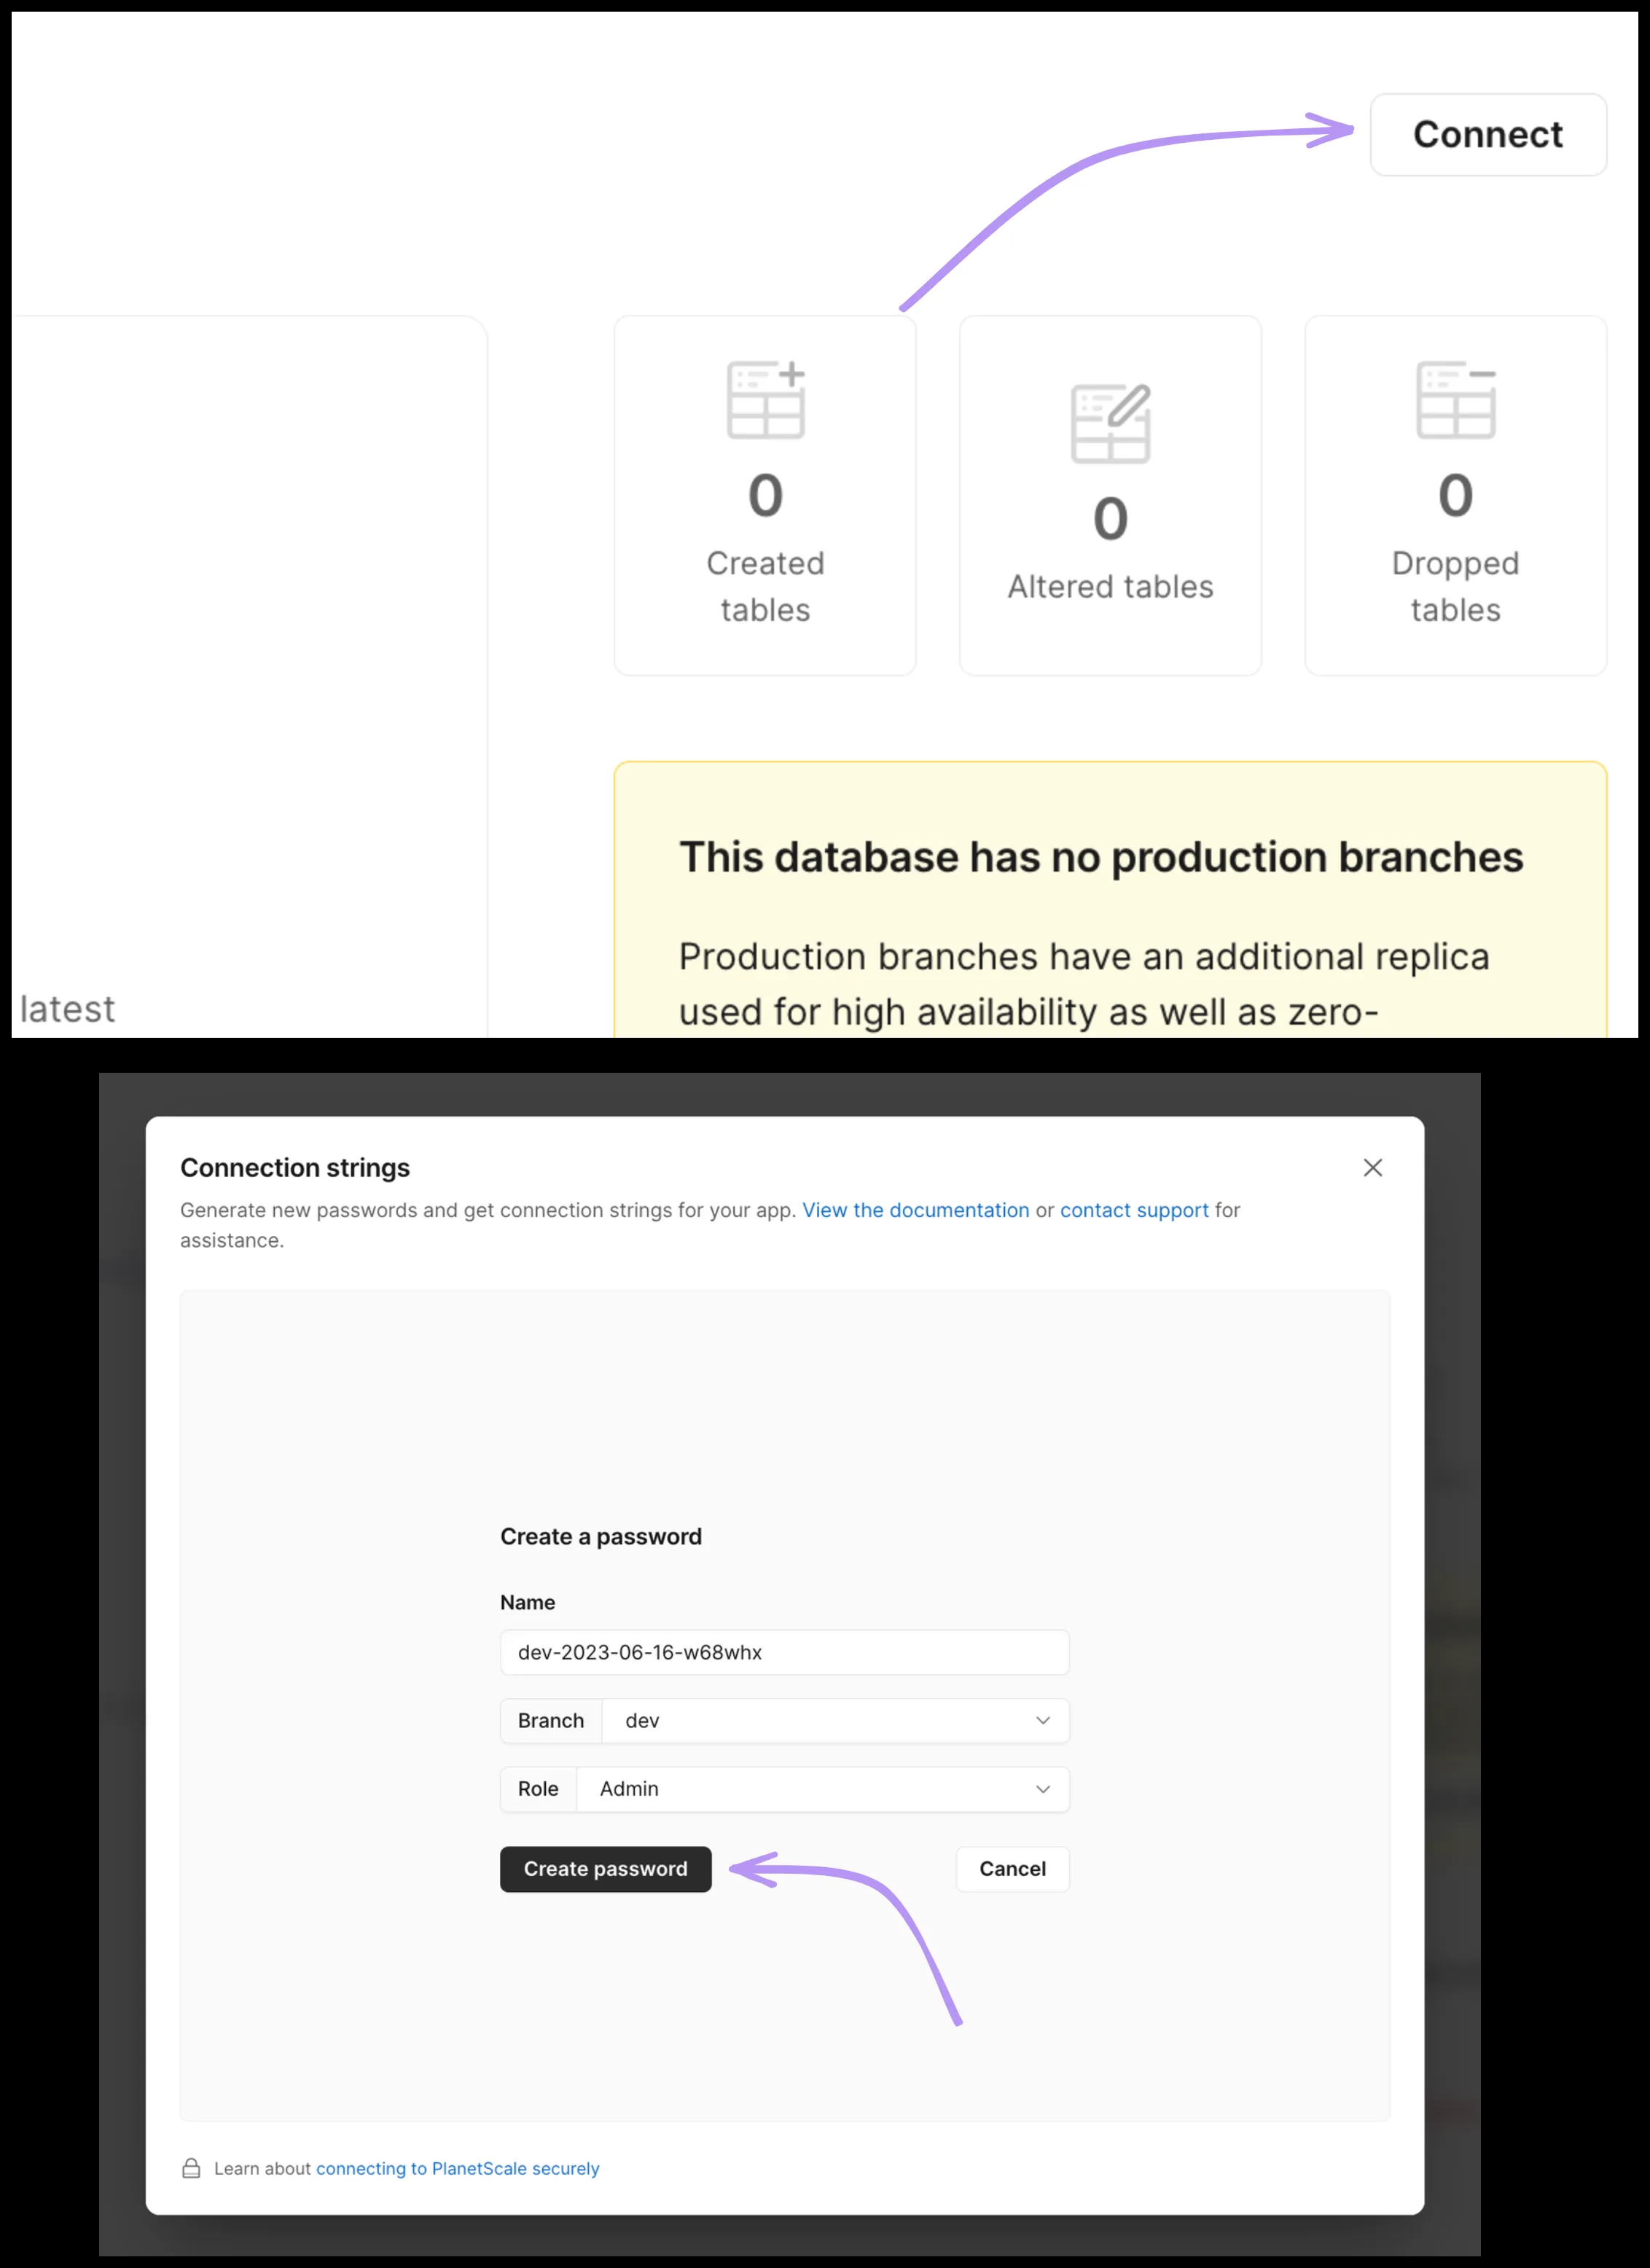 Connect
0
Created
tables
0
Altered tables
0
Dropped
tables
This database has no production branches
Production branches have an additional replica
used for high availability as well as zero-
latest
Connection strings
Generate new passwords and get connection strings for your app. View the documentation or contact support for
assistance.
Create a password
Name
dev-2023-06-16-w68whx
Branch dev
Role Admin
Create password Cancel
Learn about connecting to PlanetScale securely